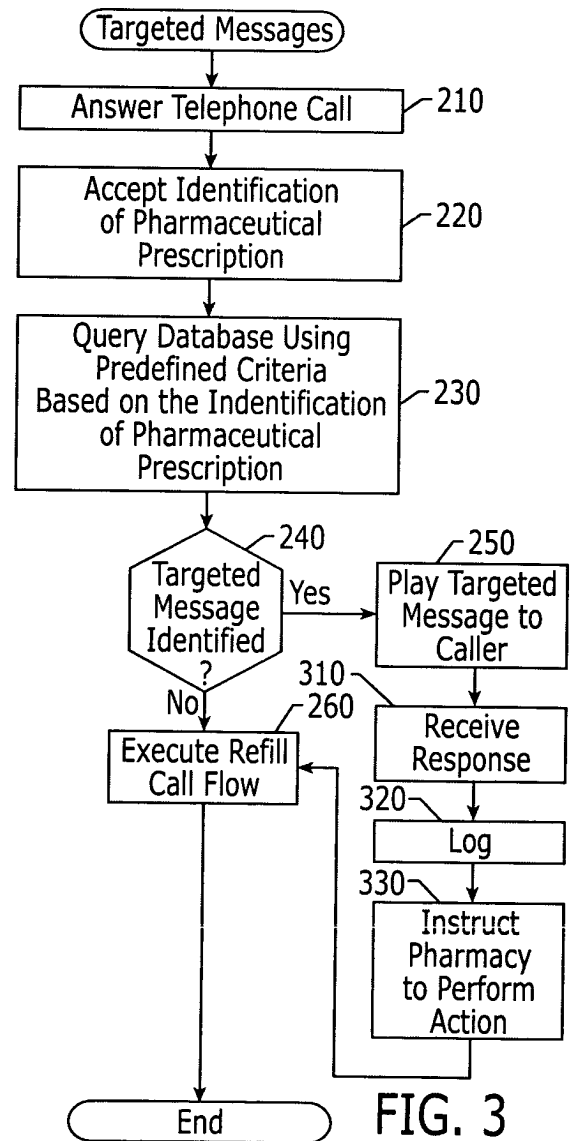 Targeted Messages
Answer Telephone Call
210
Accept Identification
of Pharmaceutical
Prescription
220
Query Database Using
Predefined Criteria
Based on the Indentification
of Pharmaceutical
Prescription
230
240
Targeted
Message
Identified
?
Yes
No
250
Play Targeted
Message to
Caller
310
Receive
Response
260
Execute Refill
Call Flow
320
Log
330
Instruct
Pharmacy
to Perform
Action
End
FIG. 3